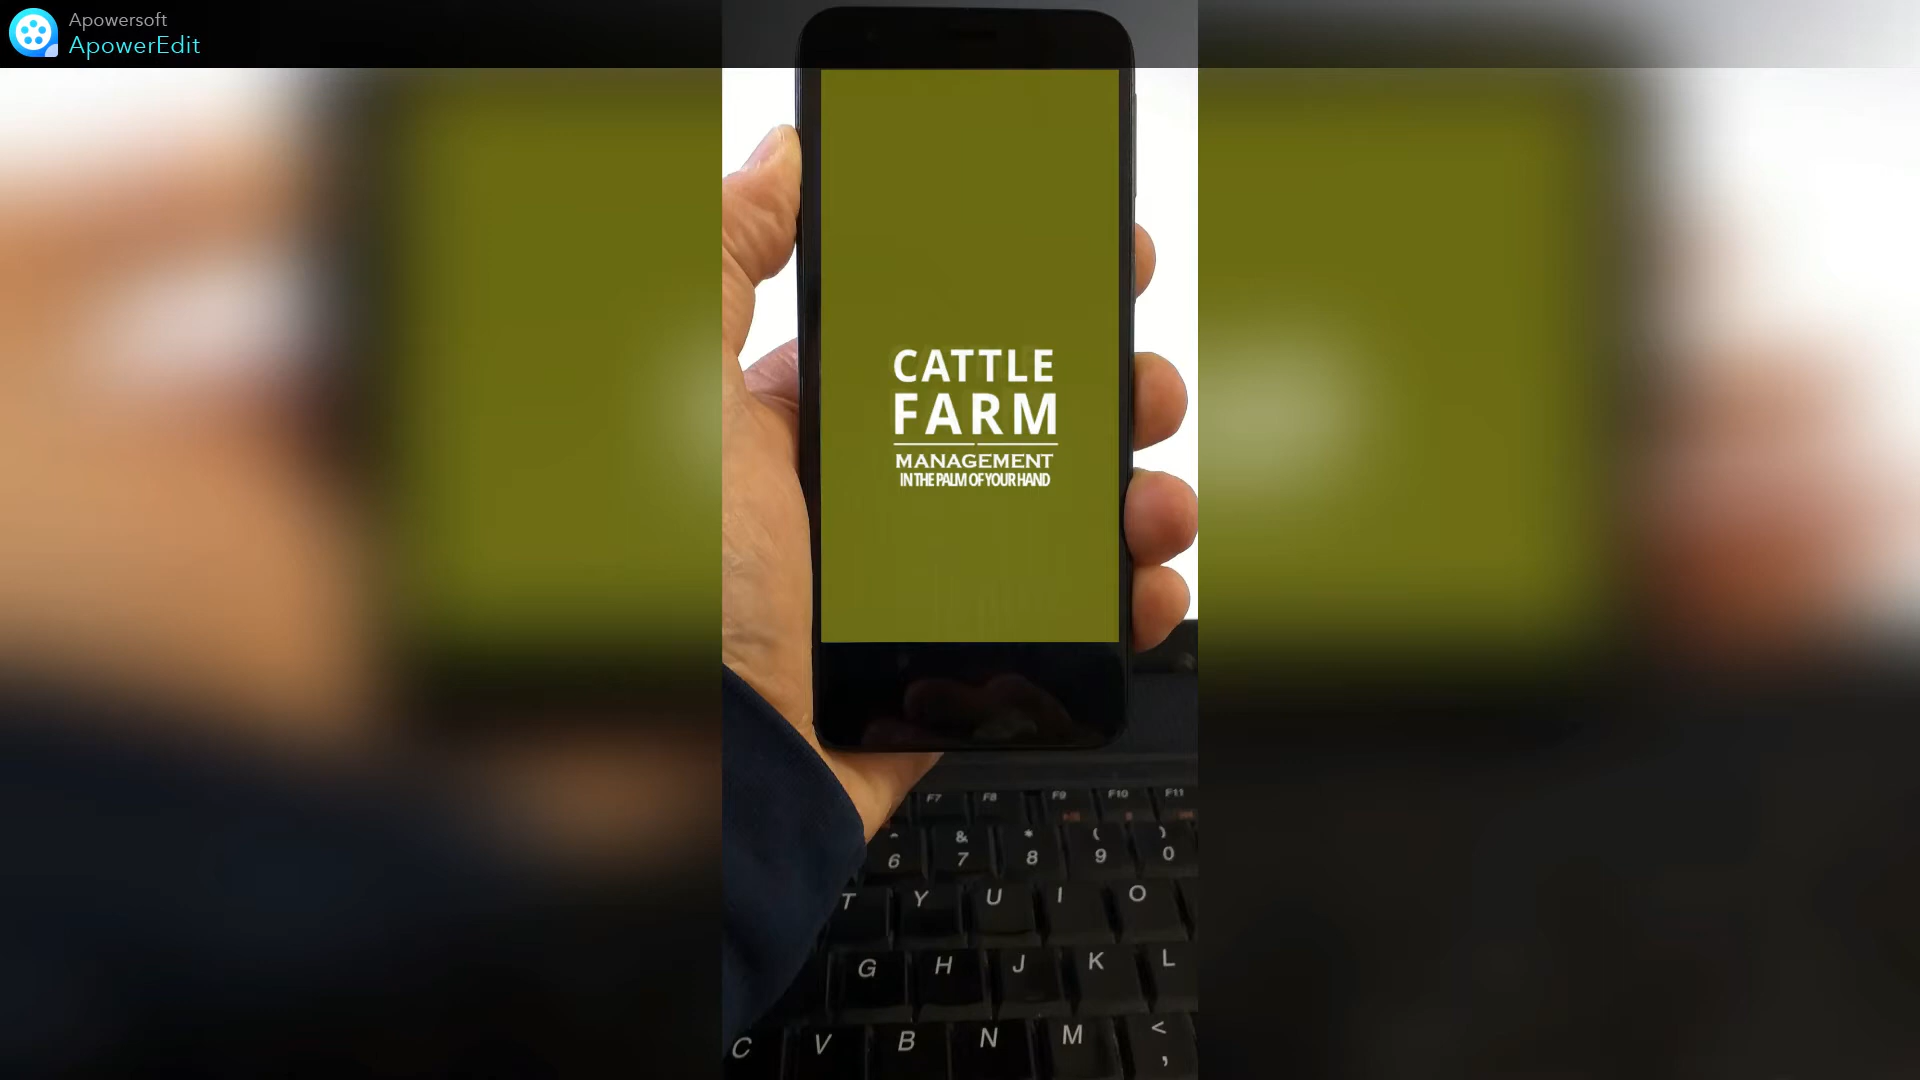 Apowersoft
ApowerEdit
CATTLE
FARM
MANAGEMENT
IN THE PALM OF YOUR HAND
F7 F8 F9 F10 F11
^ & * ( )
6 7 8 9 0
T Y U I O
G H J K L
C V B N M <
,